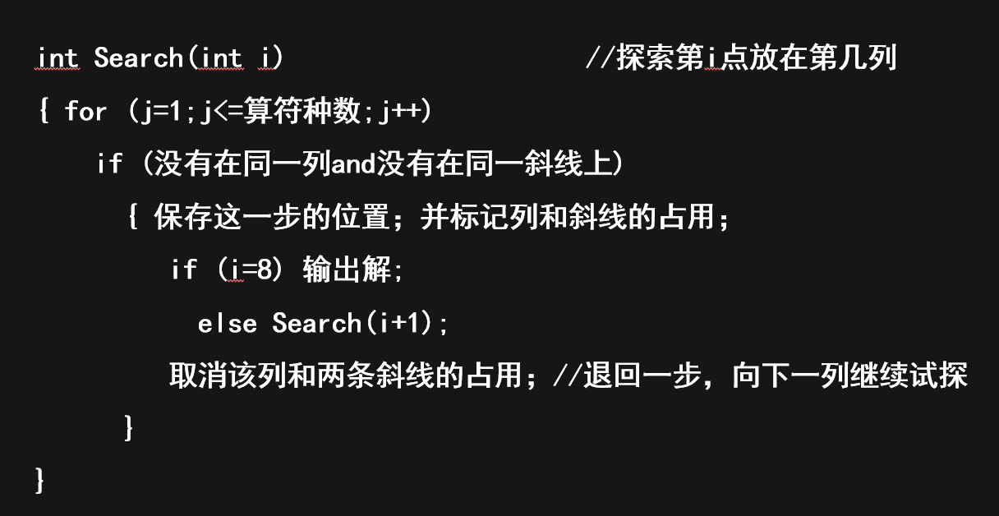 int Search(int i) //探索第i点放在第几列
{ for (j=1;j<=算符种数;j++)
if (没有在同一列and没有在同一斜线上)
{ 保存这一步的位置；并标记列和斜线的占用；
if (i=8) 输出解;
else Search(i+1);
取消该列和两条斜线的占用；//退回一步，向下一列继续试探
}
}